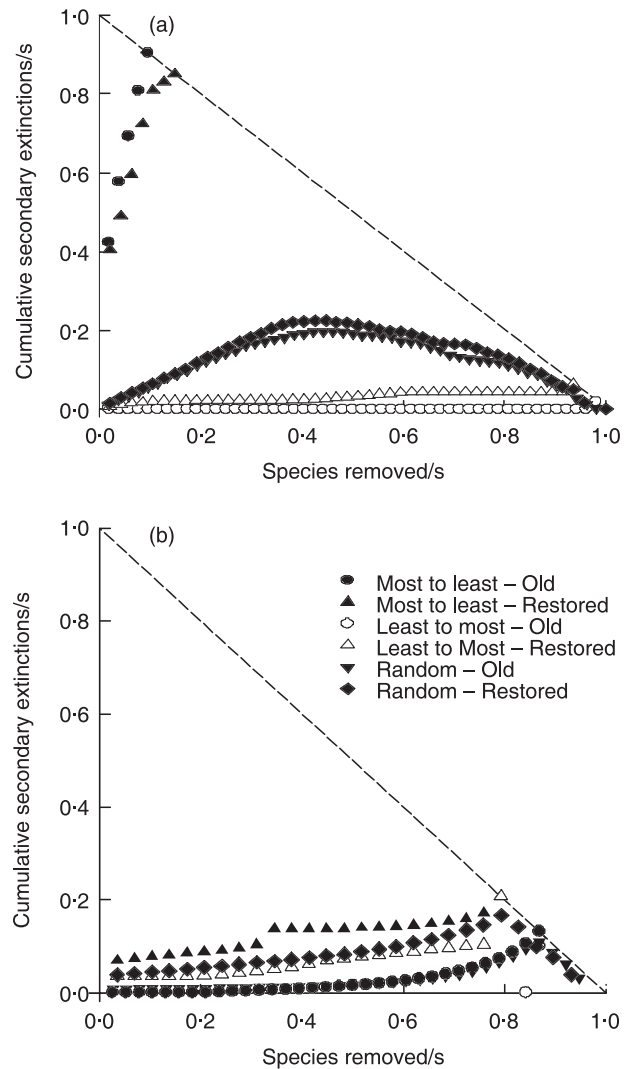 (a)
Cumulative secondary extinctions/s
1·0
0·8
0·6
0·4
0·2
0·0
0·0 0·2 0·4 0·6 0·8 1·0
Species removed/s
(b)
Cumulative secondary extinctions/s
1·0
0·8
0·6
0·4
0·2
0·0
Most to least – Old
Most to least – Restored
Least to most – Old
Least to Most – Restored
Random – Old
Random – Restored
0·0 0·2 0·4 0·6 0·8 1·0
Species removed/s